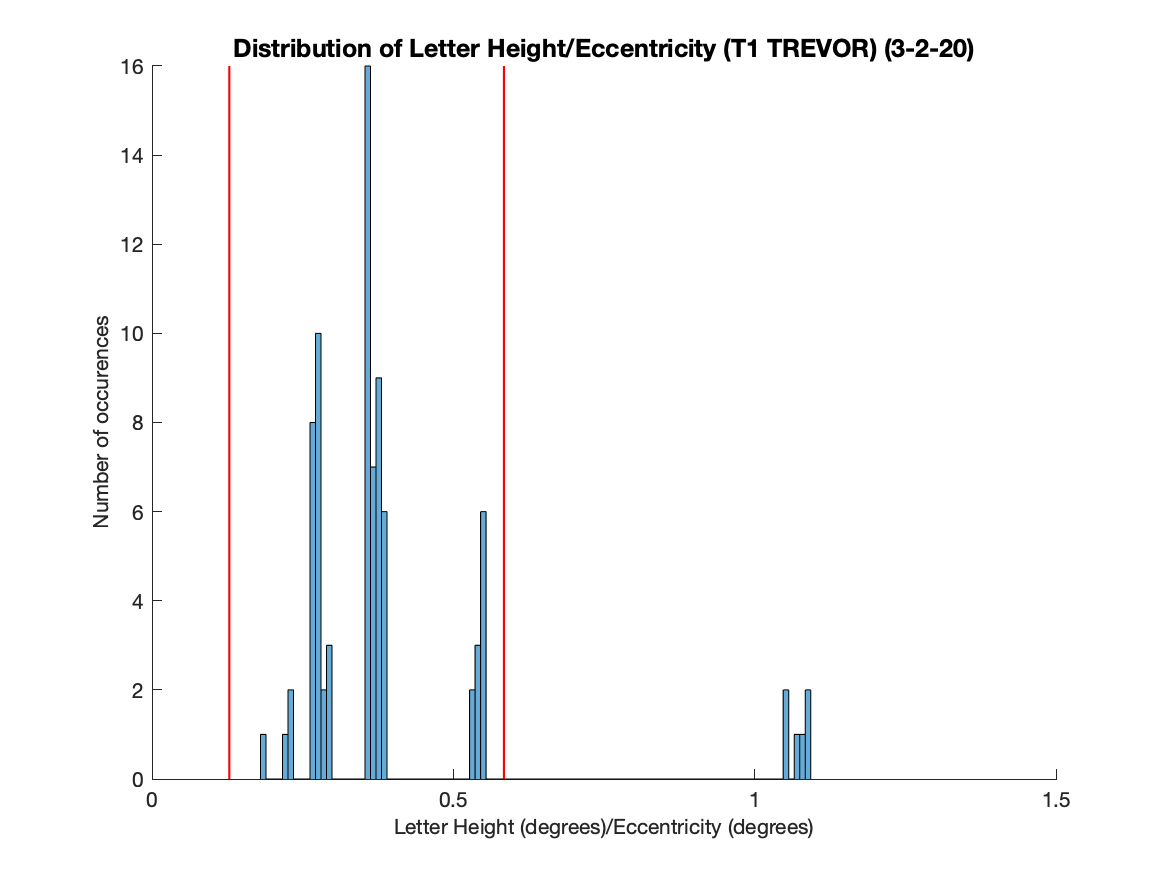 Distribution of Letter Height/Eccentricity (T1 TREVOR) (3-2-20)
16
14
12
10
8
6
4
2
0
Number of occurences
0 0.5 1 1.5
Letter Height (degrees)/Eccentricity (degrees)